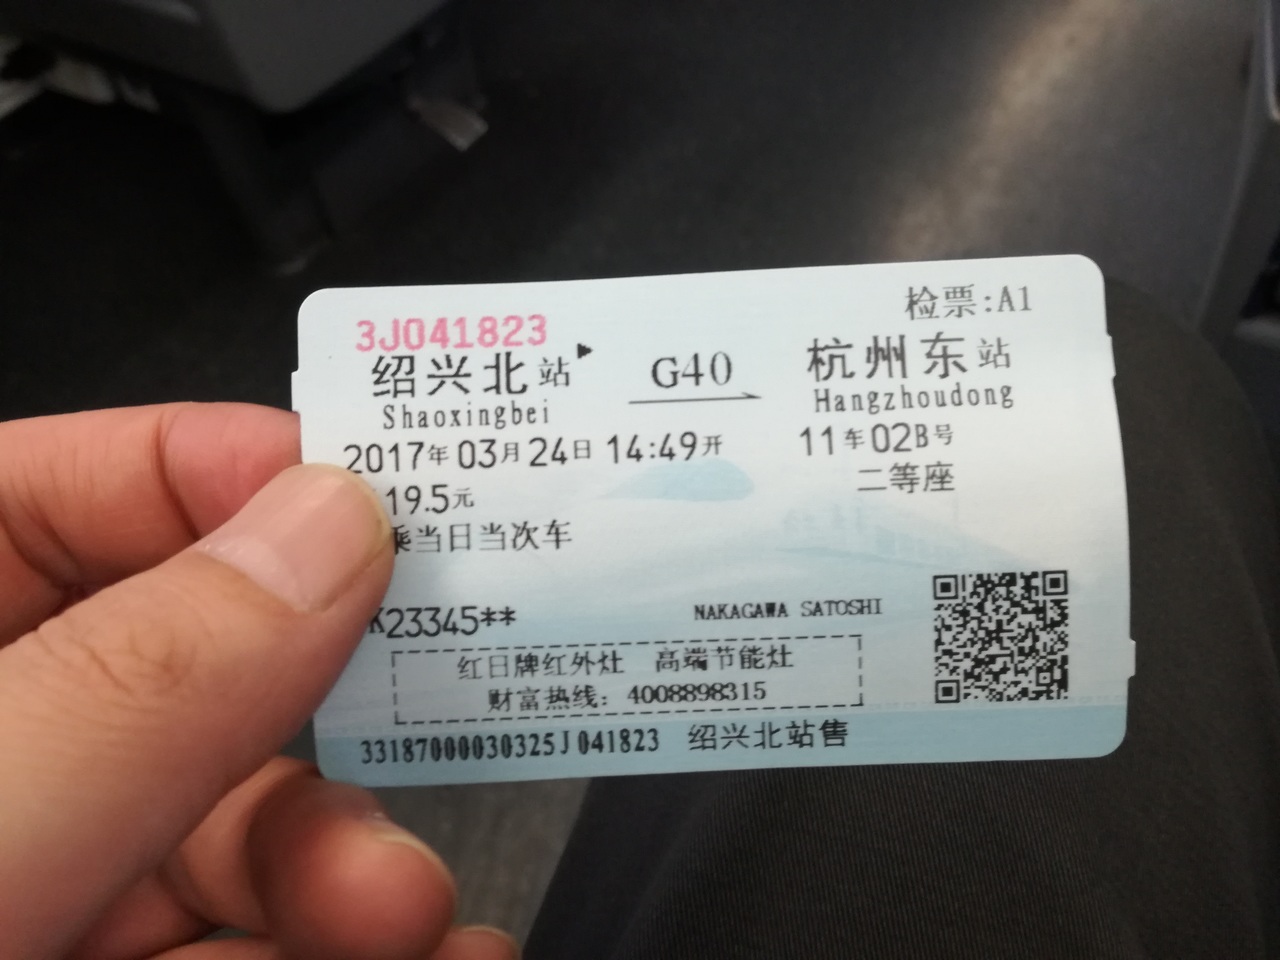 检票:A1
3J041823
绍兴北站 G40 杭州东站
Shaoxingbei Hangzhoudong
2017年03月24日 14:49开 11车02B号
19.5元 二等座
乘当日当次车
K23345** NAKAGAWA SATOSHI
红日牌红外灶 高端节能灶
财富热线: 4008898315
33187000030325J041823 绍兴北站售